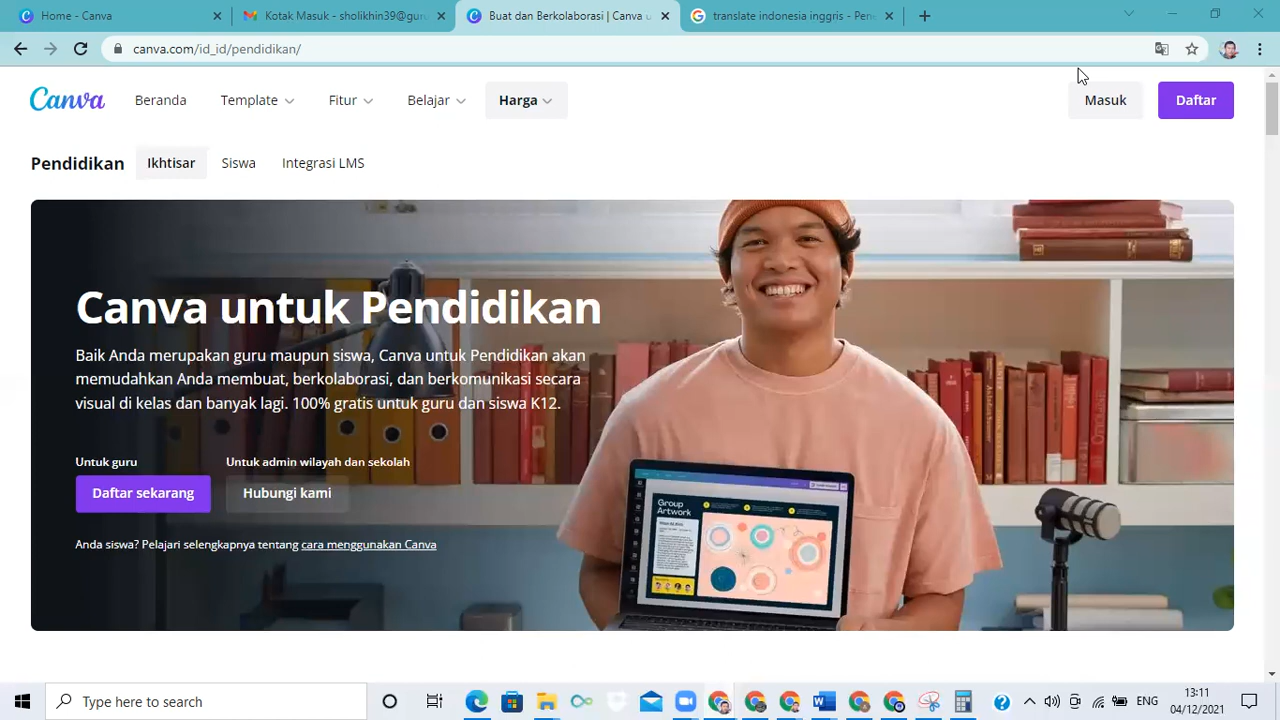 Home - Canva
Kotak Masuk - sholikhin39@guru
Buat dan Berkolaborasi | Canva u
translate indonesia inggris - Pene
canva.com/id_id/pendidikan/
Canva
Beranda
Template
Fitur
Belajar
Harga
Masuk
Daftar
Pendidikan
Ikhtisar
Siswa
Integrasi LMS
Canva untuk Pendidikan
Baik Anda merupakan guru maupun siswa, Canva untuk Pendidikan akan
memudahkan Anda membuat, berkolaborasi, dan berkomunikasi secara
visual di kelas dan banyak lagi. 100% gratis untuk guru dan siswa K12.
Untuk guru
Untuk admin wilayah dan sekolah
Daftar sekarang
Hubungi kami
Anda siswa? Pelajari selengkapnya tentang cara menggunakan Canva
Group
Artwork
Type here to search
ENG
13:11
04/12/2021